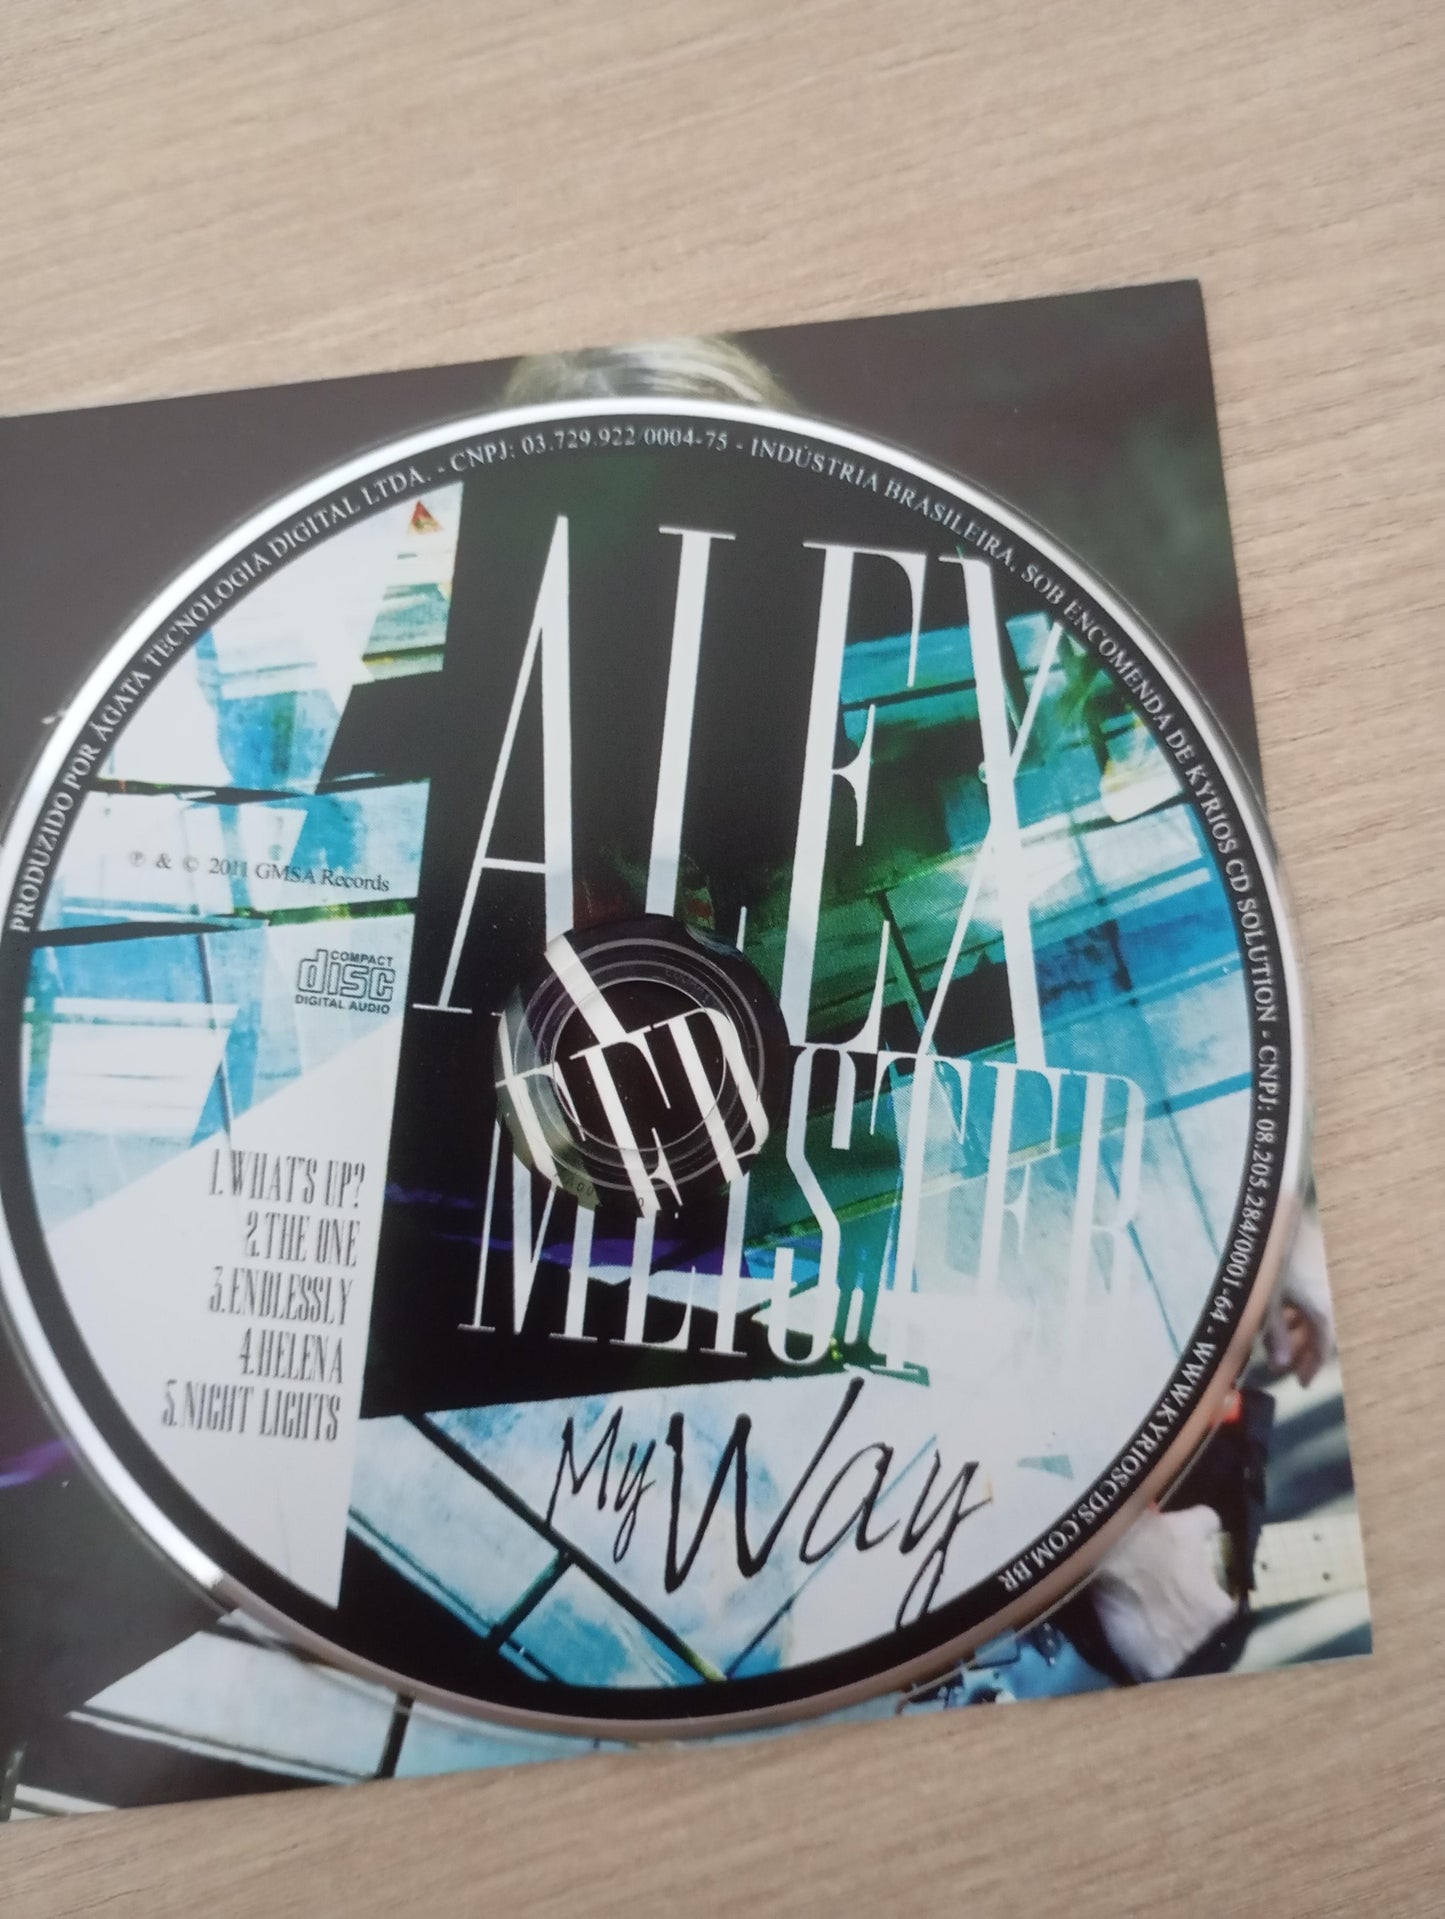 PRODUZIDO POR ÁGATA TECNOLOGIA DIGITAL LTDA. - CNPJ: 03.729.922/0004-75 - INDÚSTRIA BRASILEIRA, SOB ENCOMENDA DE KYRIOS CD SOLUTION - CNPJ: 08.205.284/0001-64 - WWW.KYRIOSCDS.COM.BR
ALEX
MEISTER
℗ & © 2011 GMSA Records
COMPACT
disc
DIGITAL AUDIO
1.WHAT'S UP?
2.THE ONE
3.ENDLESSLY
4.HELENA
5.NIGHT LIGHTS
My Way